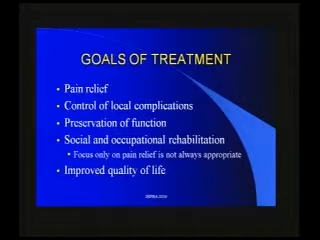 GOALS OF TREATMENT
• Pain relief
• Control of local complications
• Preservation of function
• Social and occupational rehabilitation
• Focus only on pain relief is not always appropriate
• Improved quality of life